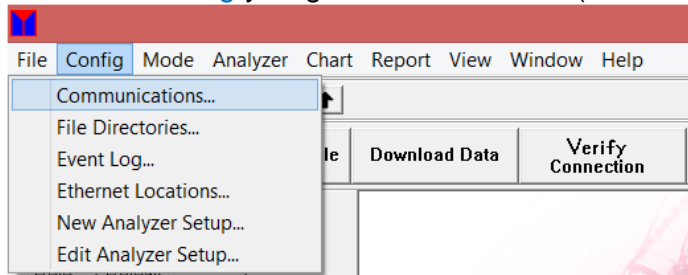 File Config Mode Analyzer Chart Report View Window Help
Communications...
File Directories...
Event Log...
Ethernet Locations...
New Analyzer Setup...
Edit Analyzer Setup...
le Download Data Verify Connection